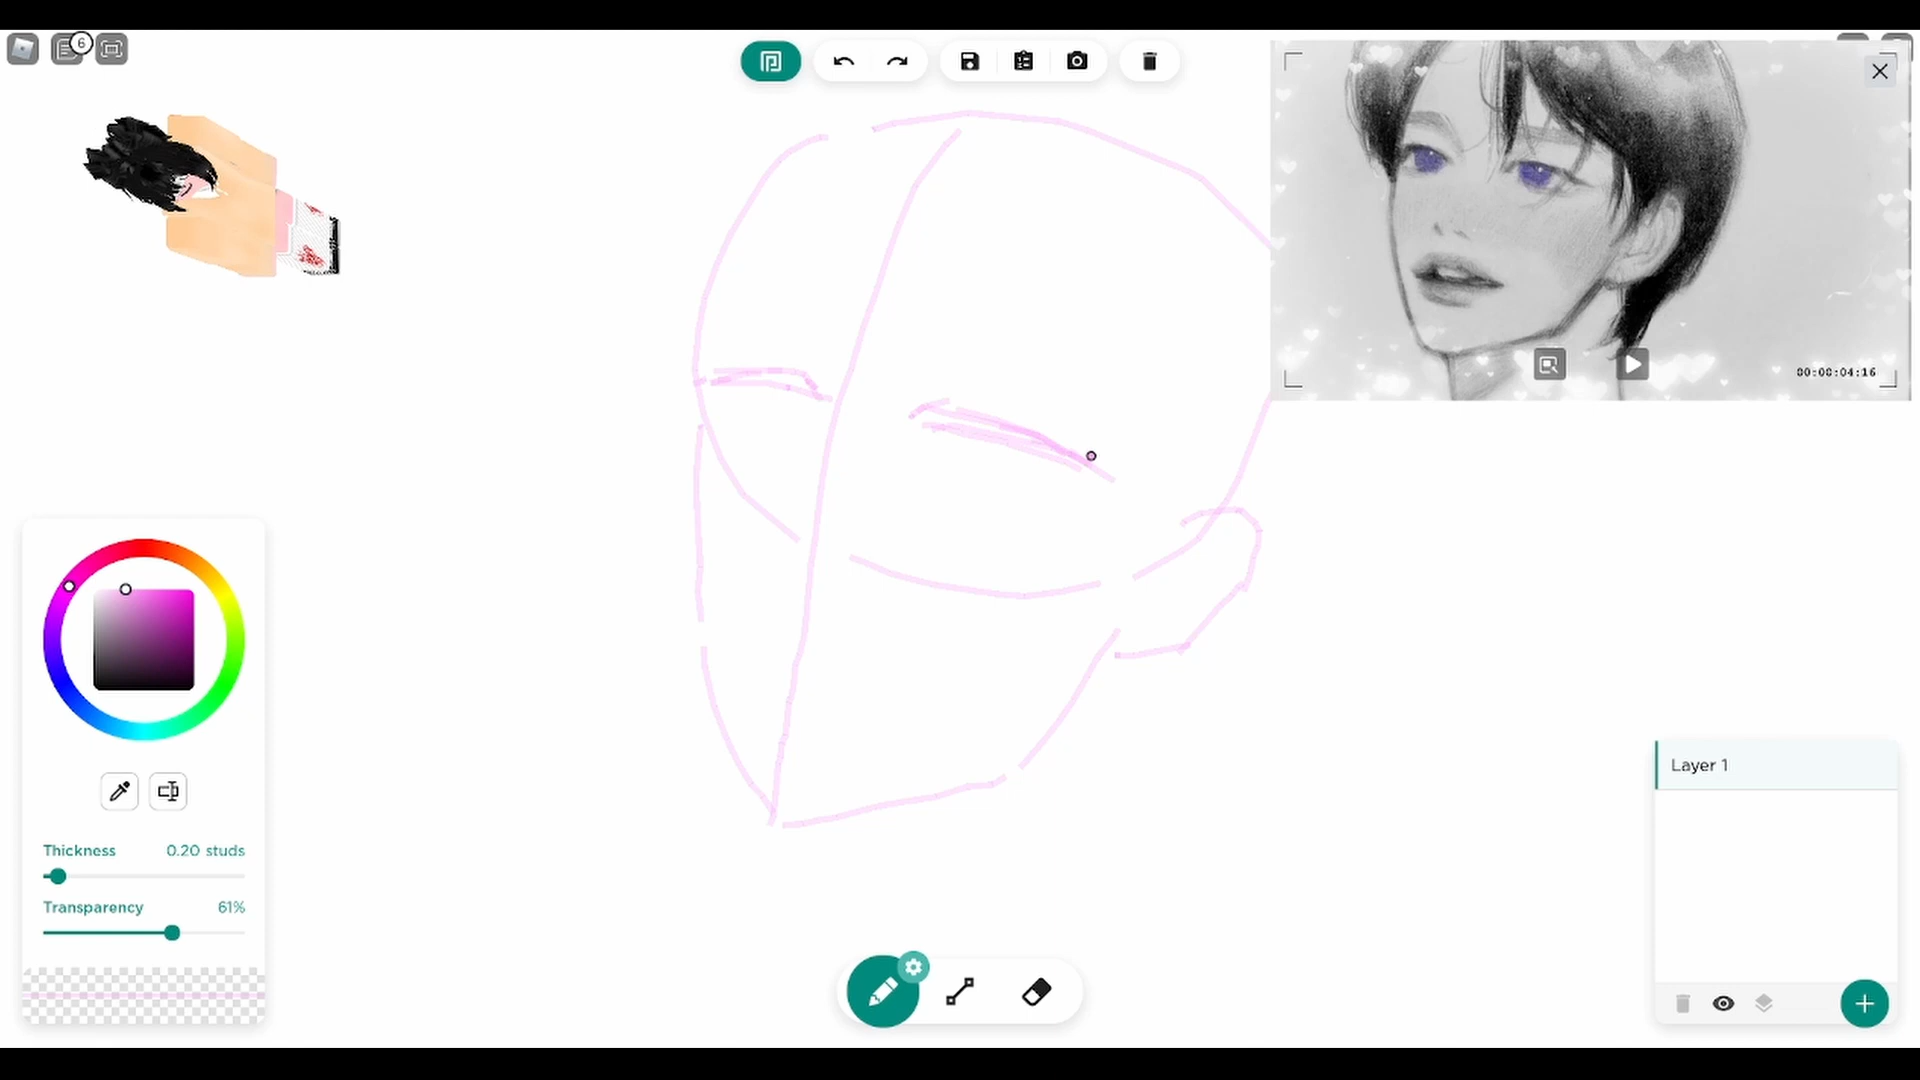 6
00:00:04:16
Layer 1
Thickness 0.20 studs
Transparency 61%